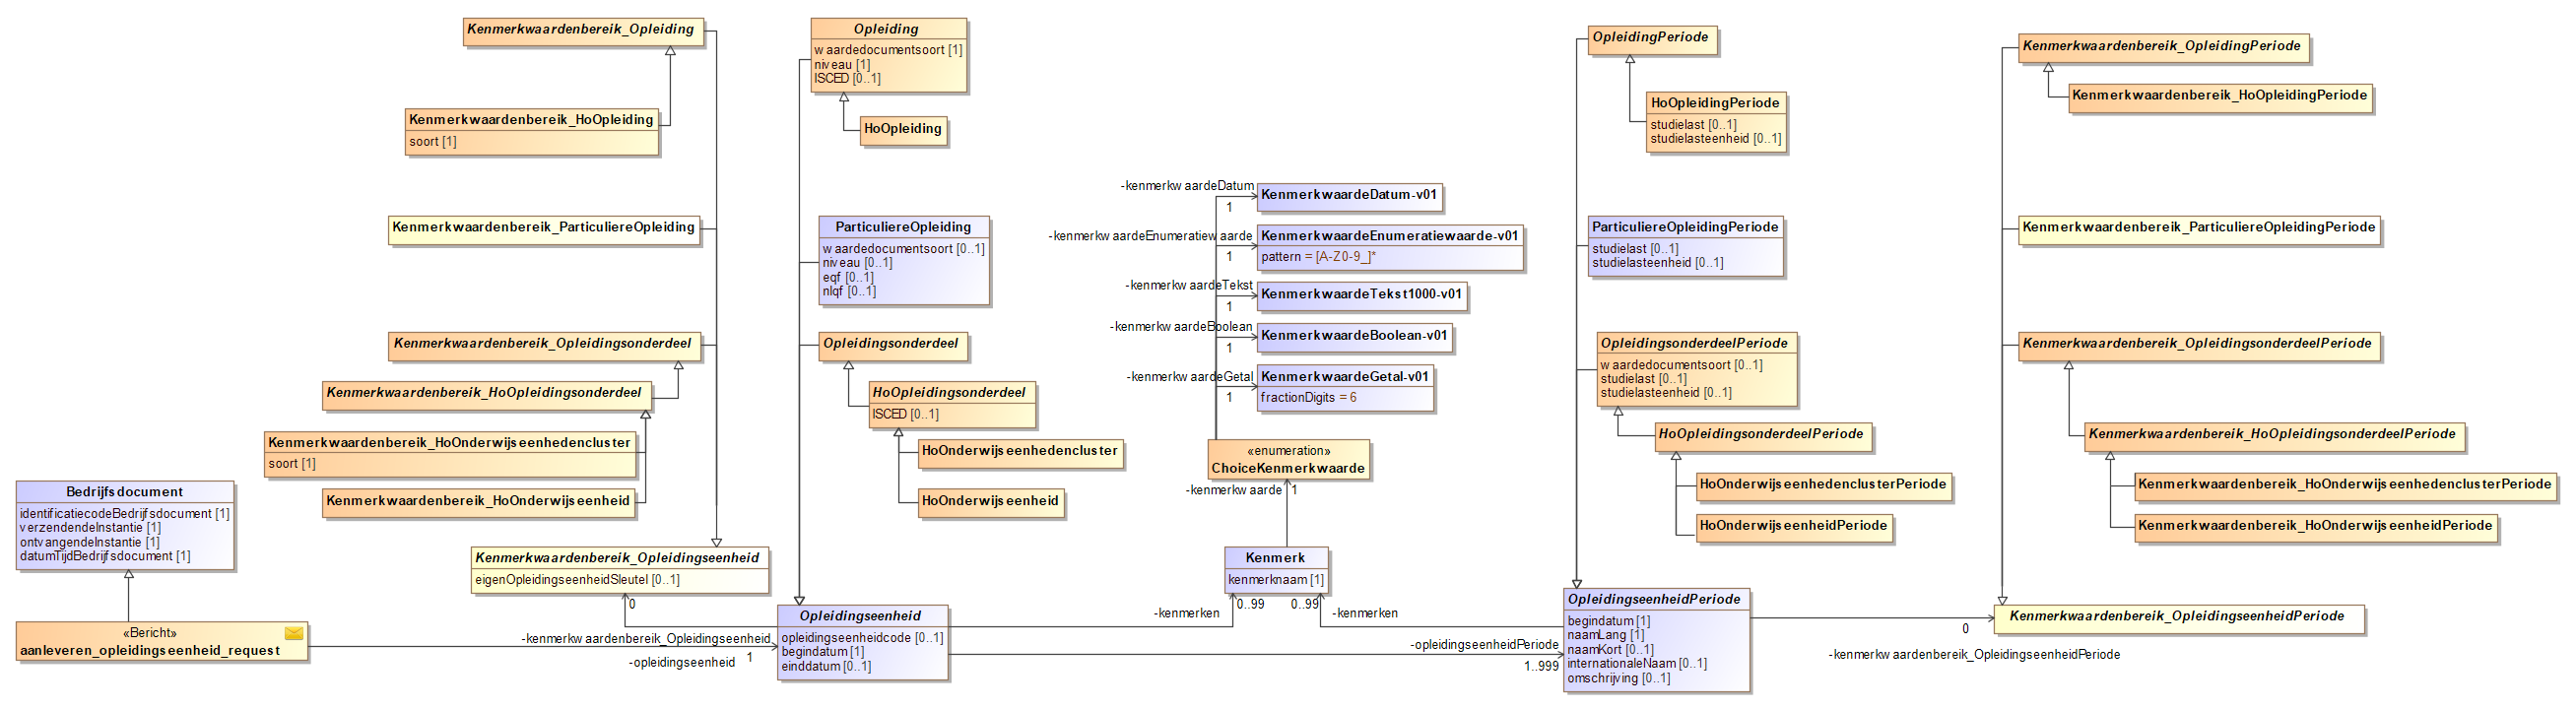 Kenmerkwaardenbereik_Opleiding
Kenmerkwaardenbereik_HoOpleiding
soort [1]
Kenmerkwaardenbereik_ParticuliereOpleiding
Kenmerkwaardenbereik_Opleidingsonderdeel
Kenmerkwaardenbereik_HoOpleidingsonderdeel
Kenmerkwaardenbereik_HoOnderwijseenhedencluster
soort [1]
Kenmerkwaardenbereik_HoOnderwijseenheid
Bedrijfsdocument
identificatiecodeBedrijfsdocument [1]
verzendendeInstantie [1]
ontvangendeInstantie [1]
datumTijdBedrijfsdocument [1]
«Bericht»
aanleveren_opleidingseenheid_request
Kenmerkwaardenbereik_Opleidingseenheid
eigenOpleidingseenheidSleutel [0..1]
0
-kenmerkwaardenbereik_Opleidingseenheid
-opleidingseenheid
1
Opleiding
waardedocumentsoort [1]
niveau [1]
ISCED [0..1]
HoOpleiding
ParticuliereOpleiding
waardedocumentsoort [0..1]
niveau [0..1]
eqf [0..1]
nlqf [0..1]
Opleidingsonderdeel
HoOpleidingsonderdeel
ISCED [0..1]
HoOnderwijseenhedencluster
HoOnderwijseenheid
Opleidingseenheid
opleidingseenheidcode [0..1]
begindatum [1]
einddatum [0..1]
-kenmerkwaardeDatum
1
KenmerkwaardeDatum-v01
-kenmerkwaardeEnumeratiewaarde
1
KenmerkwaardeEnumeratiewaarde-v01
pattern = [A-Z0-9_]*
-kenmerkwaardeTekst
1
KenmerkwaardeTekst1000-v01
-kenmerkwaardeBoolean
1
KenmerkwaardeBoolean-v01
-kenmerkwaardeGetal
1
KenmerkwaardeGetal-v01
fractionDigits = 6
«enumeration»
ChoiceKenmerkwaarde
-kenmerkwaarde
1
Kenmerk
kenmerknaam [1]
-kenmerken
0..99
0..99
-kenmerken
-opleidingseenheidPeriode
1..999
OpleidingPeriode
HoOpleidingPeriode
studielast [0..1]
studielasteenheid [0..1]
ParticuliereOpleidingPeriode
studielast [0..1]
studielasteenheid [0..1]
OpleidingsonderdeelPeriode
waardedocumentsoort [0..1]
studielast [0..1]
studielasteenheid [0..1]
HoOpleidingsonderdeelPeriode
HoOnderwijseenhedenclusterPeriode
HoOnderwijseenheidPeriode
OpleidingseenheidPeriode
begindatum [1]
naamLang [1]
naamKort [0..1]
internationaleNaam [0..1]
omschrijving [0..1]
0
-kenmerkwaardenbereik_OpleidingseenheidPeriode
Kenmerkwaardenbereik_OpleidingPeriode
Kenmerkwaardenbereik_HoOpleidingPeriode
Kenmerkwaardenbereik_ParticuliereOpleidingPeriode
Kenmerkwaardenbereik_OpleidingsonderdeelPeriode
Kenmerkwaardenbereik_HoOpleidingsonderdeelPeriode
Kenmerkwaardenbereik_HoOnderwijseenhedenclusterPeriode
Kenmerkwaardenbereik_HoOnderwijseenheidPeriode
Kenmerkwaardenbereik_OpleidingseenheidPeriode